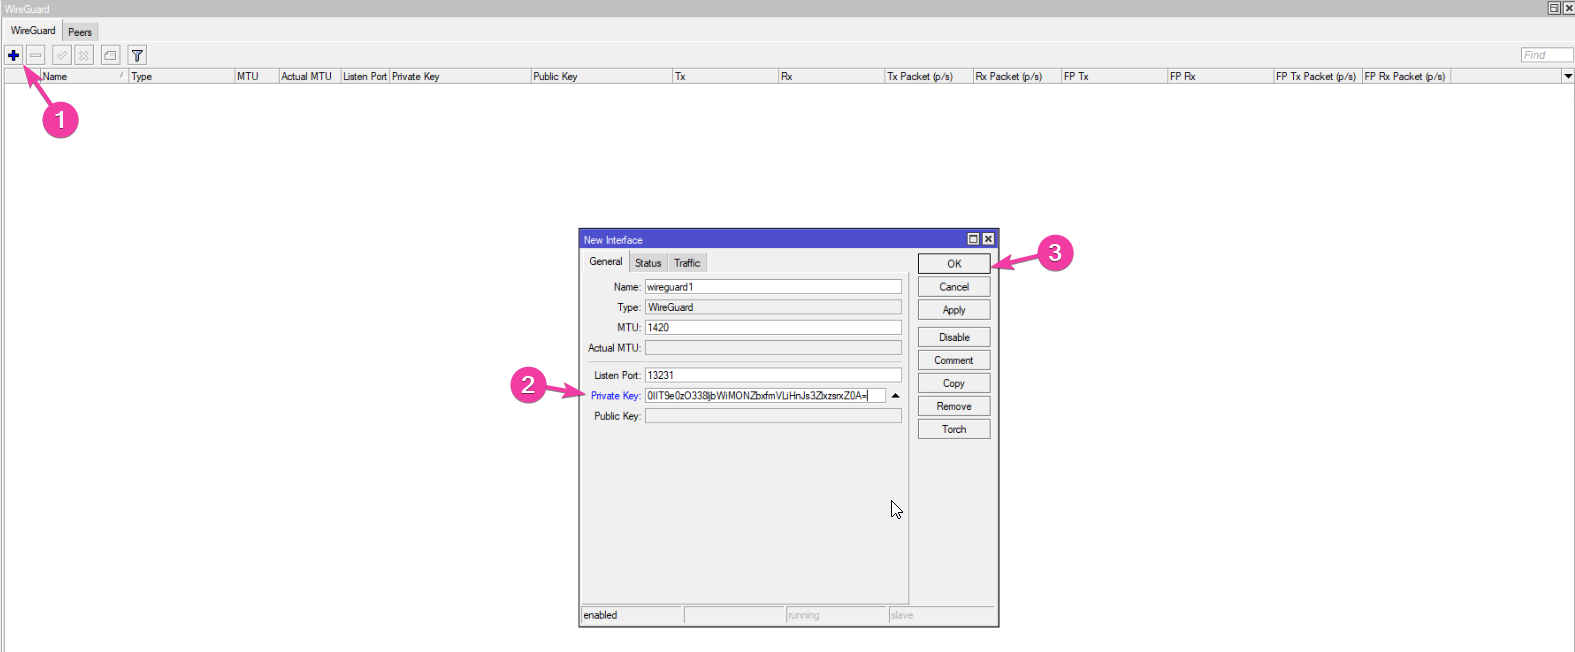 WireGuard
WireGuard Peers
Find
Name / Type MTU Actual MTU Listen Port Private Key Public Key Tx Rx Tx Packet (p/s) Rx Packet (p/s) FP Tx FP Rx FP Tx Packet (p/s) FP Rx Packet (p/s)
1
New Interface
General Status Traffic
3
OK
Name: wireguard1
Cancel
Type: WireGuard
Apply
MTU: 1420
Disable
Actual MTU:
Comment
Listen Port: 13231
Copy
2
Private Key:
Public Key:
Remove
Torch
enabled running slave